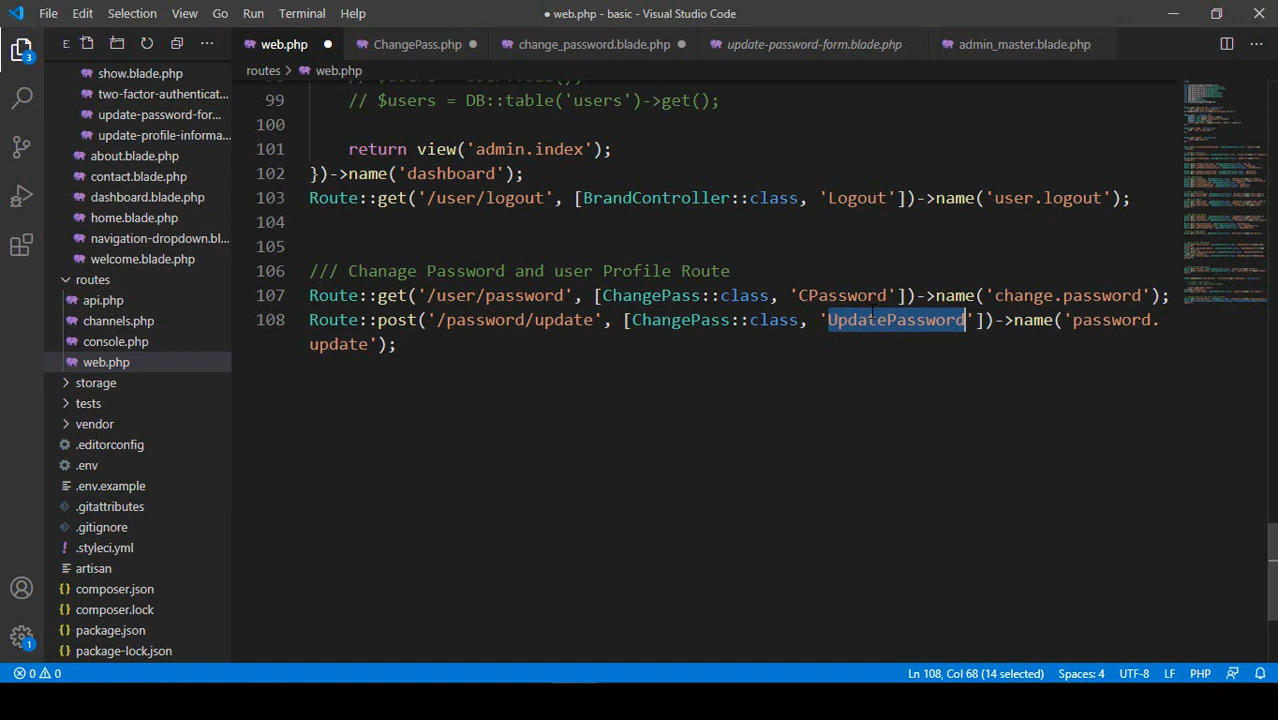 File Edit Selection View Go Run Terminal Help
● web.php - basic - Visual Studio Code
E
web.php
ChangePass.php
change_password.blade.php
update-password-form.blade.php
admin_master.blade.php
routes > web.php
3
show.blade.php
two-factor-authenticat...
update-password-for...
update-profile-informa...
about.blade.php
contact.blade.php
dashboard.blade.php
home.blade.php
navigation-dropdown.bl...
welcome.blade.php
routes
api.php
channels.php
console.php
web.php
storage
tests
vendor
.editorconfig
.env
.env.example
.gitattributes
.gitignore
.styleci.yml
artisan
composer.json
composer.lock
package.json
package-lock.json
1
99 // $users = DB::table('users')->get();
100
101 return view('admin.index');
102 })->name('dashboard');
103 Route::get('/user/logout', [BrandController::class, 'Logout'])->name('user.logout');
104
105
106 /// Chanage Password and user Profile Route
107 Route::get('/user/password', [ChangePass::class, 'CPassword'])->name('change.password');
108 Route::post('/password/update', [ChangePass::class, 'UpdatePassword'])->name('password.
update');
0 0
Ln 108, Col 68 (14 selected) Spaces: 4 UTF-8 LF PHP